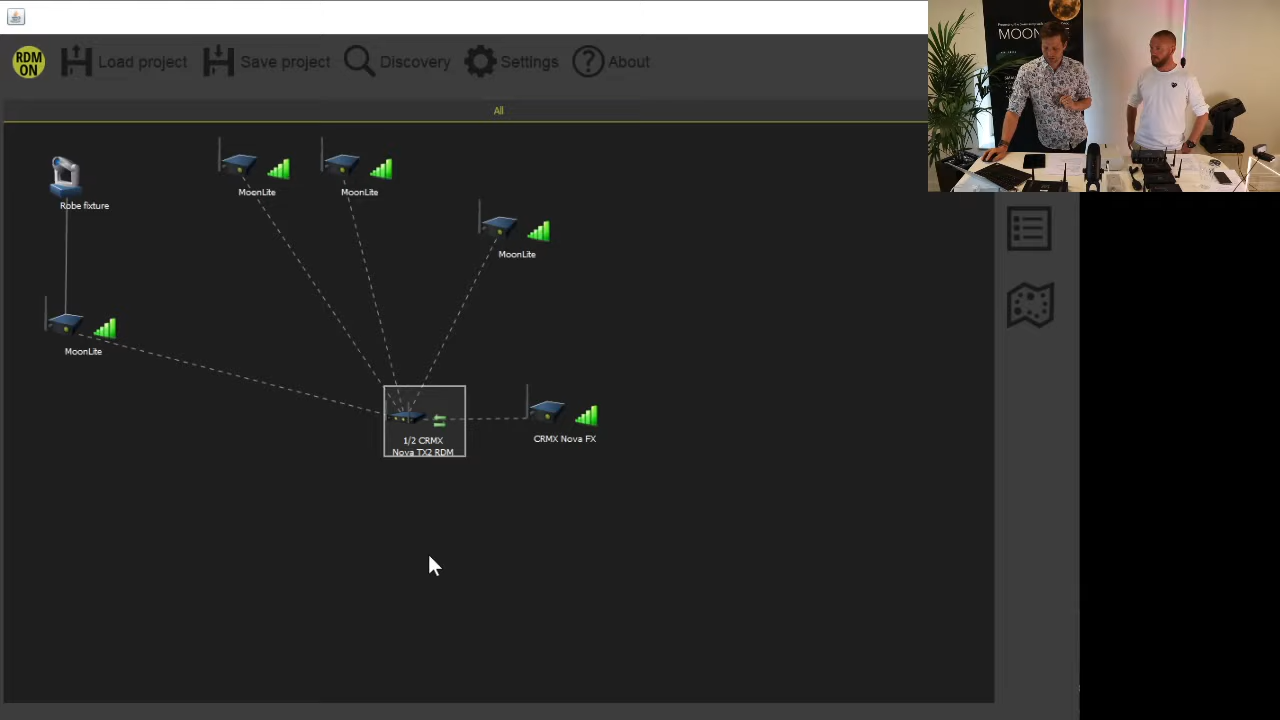 RDM
ON
Load project
Save project
Discovery
Settings
About
All
MOON
Robe fixture
MoonLite
MoonLite
MoonLite
MoonLite
1/2 CRMX
Nova TX2 RDM
CRMX Nova FX